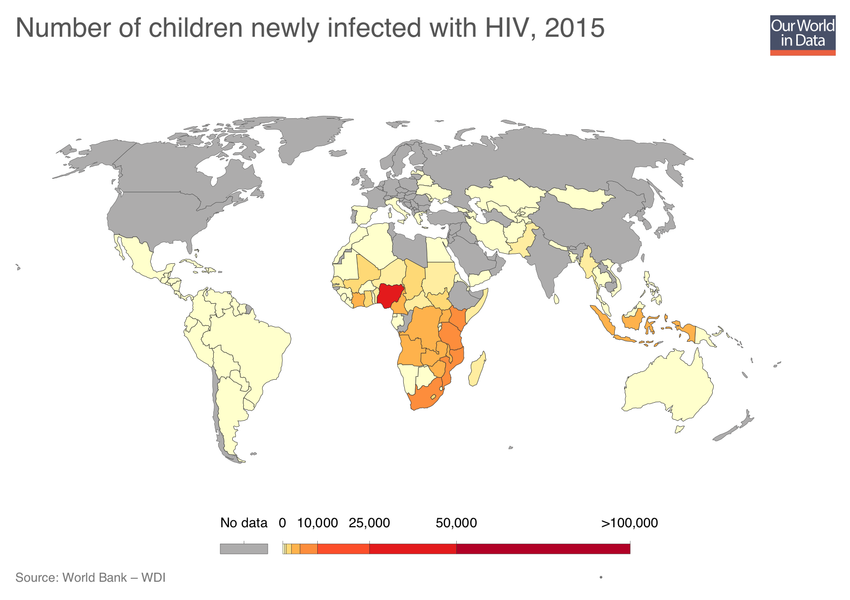 Number of children newly infected with HIV, 2015
Our World
in Data
No data 0 10,000 25,000 50,000 >100,000
Source: World Bank – WDI